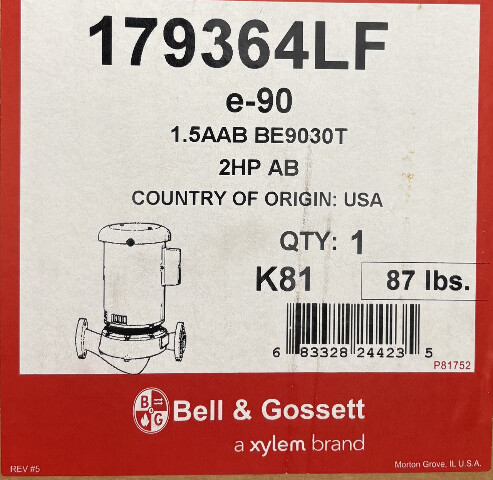 179364LF
e-90
1.5AAB BE9030T
2HP AB
COUNTRY OF ORIGIN: USA
QTY: 1
K81
87 lbs.
6 83328 24423 5
P81752
B&G
Bell & Gossett
a xylem brand
REV #5
Morton Grove, IL U.S.A.